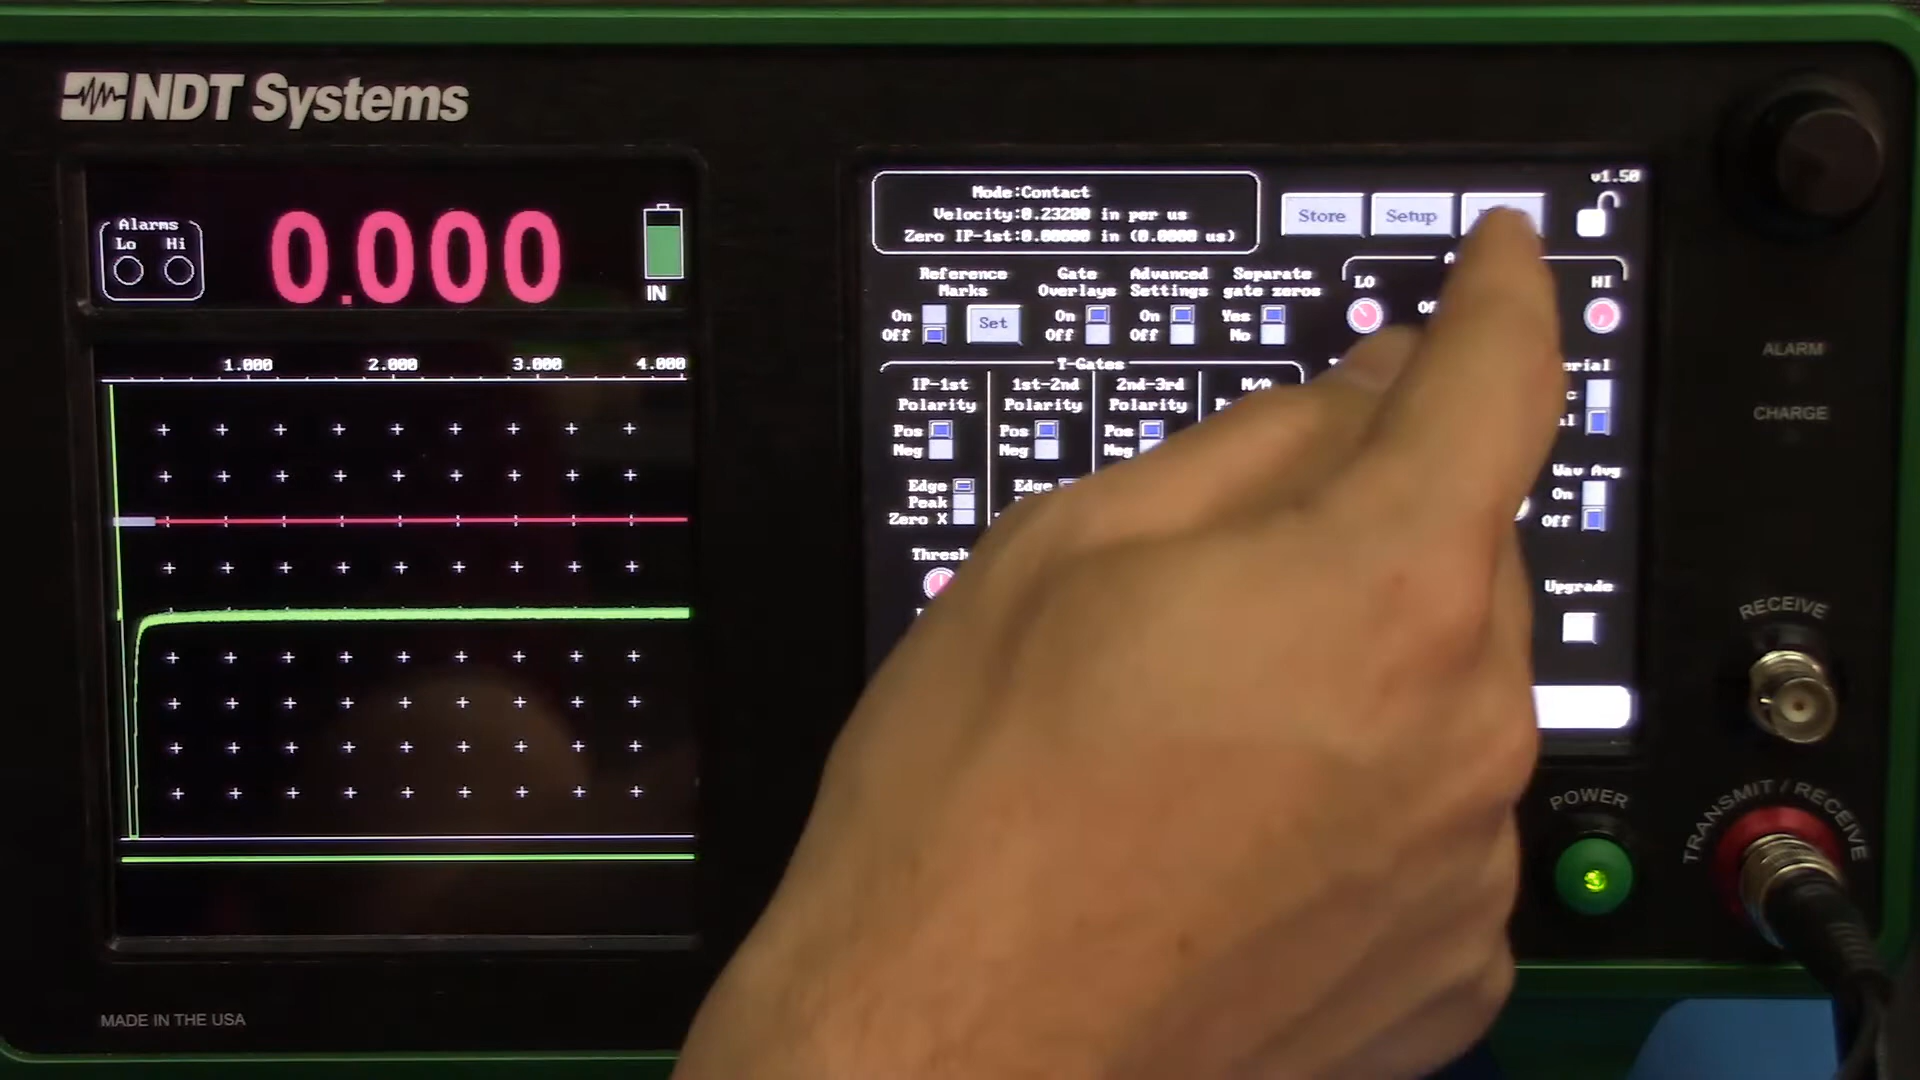 NDT Systems
Alarms
Lo Hi
0.000
IN
1.000 2.000 3.000 4.000
MADE IN THE USA
v1.50
Mode:Contact
Velocity:0.23280 in per us
Zero IP-1st:0.00000 in (0.0000 us)
Store Setup
Reference Marks
On
Off
Set
Gate Overlays
On
Off
Advanced Settings
On
Off
Separate gate zeros
Yes
No
LO
HI
T-Gates
IP-1st
Polarity
Pos
Neg
Edge
Peak
Zero X
1st-2nd
Polarity
Pos
Neg
Edge
2nd-3rd
Polarity
Pos
Neg
N/A
Wav Avg
On
Off
Upgrade
ALARM
CHARGE
RECEIVE
POWER
TRANSMIT / RECEIVE